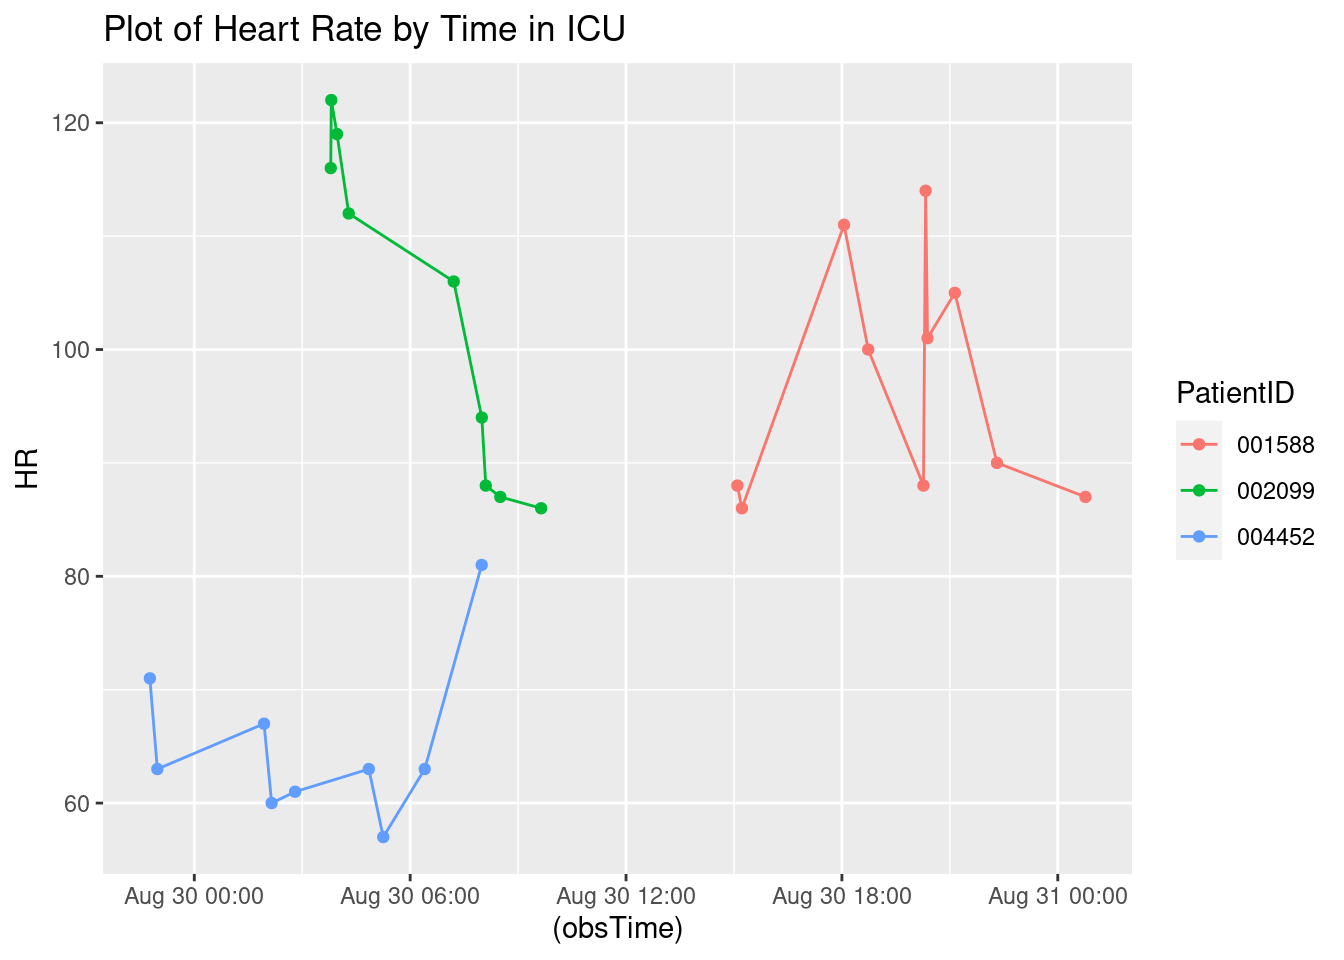 Plot of Heart Rate by Time in ICU
120
100
80
60
HR
Aug 30 00:00 Aug 30 06:00 Aug 30 12:00 Aug 30 18:00 Aug 31 00:00
(obsTime)
PatientID
001588
002099
004452